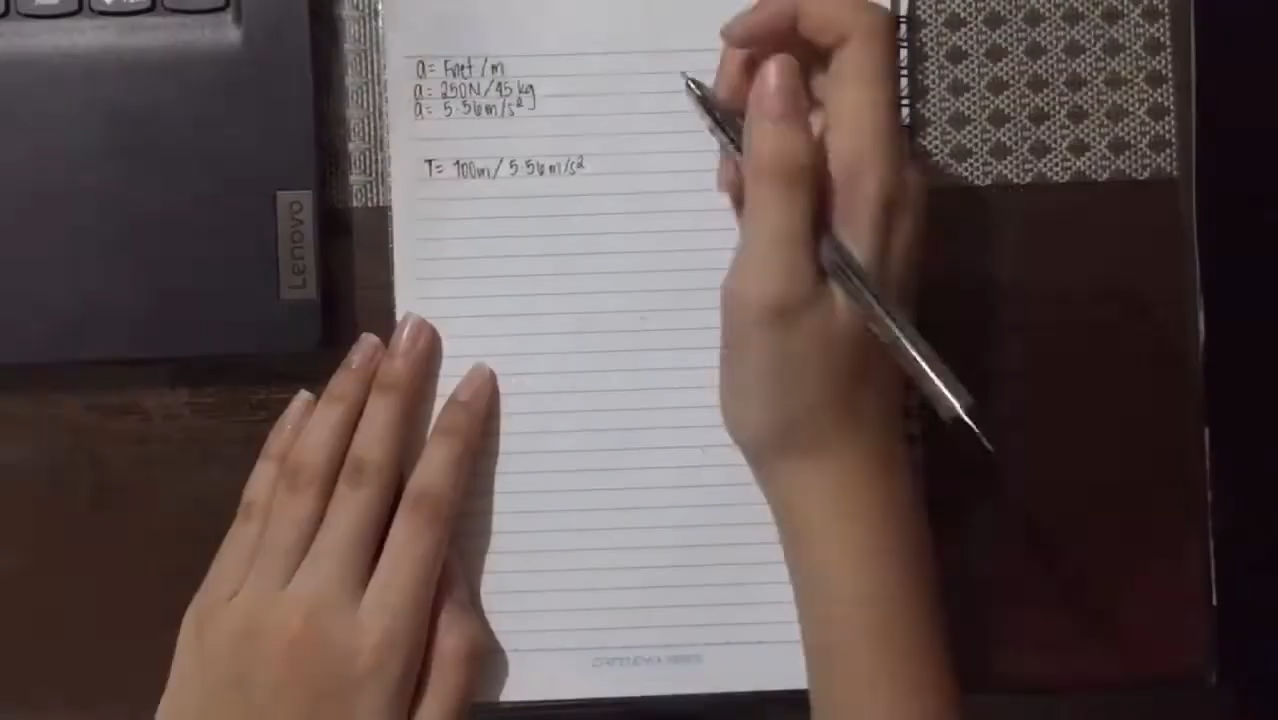 a = Fnet / m
a = 250N / 45 kg
a = 5.56 m/s²
T = 100m / 5.56 m/s²
Lenovo